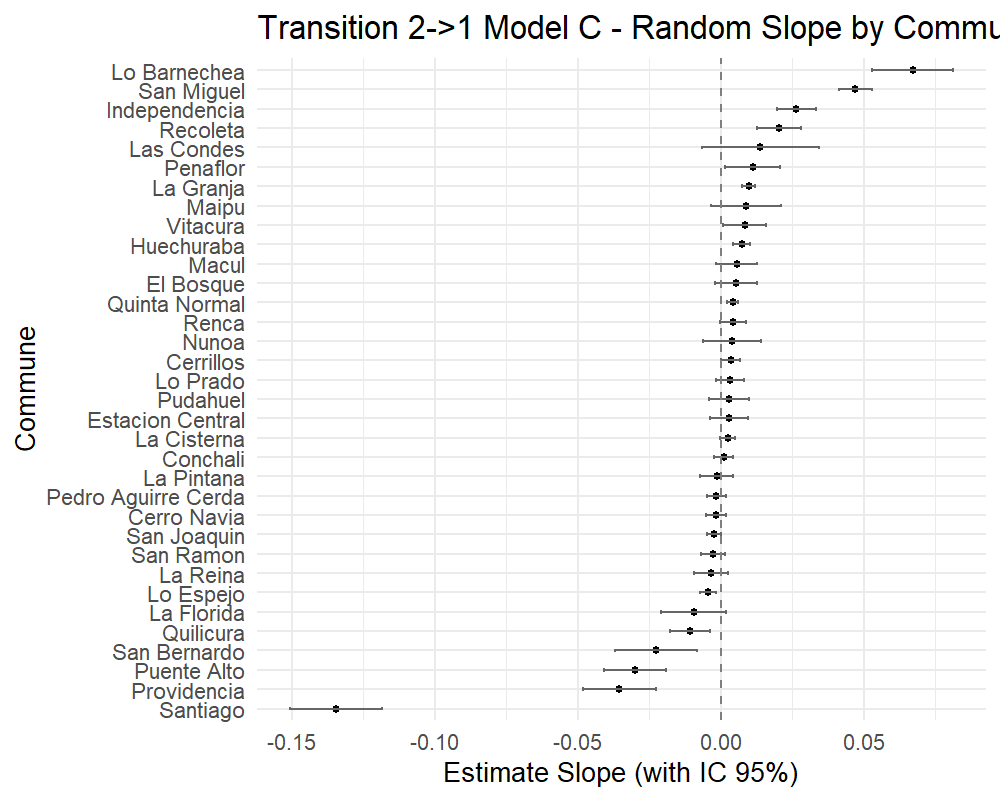 Transition 2->1 Model C - Random Slope by Commu
Lo Barnechea
San Miguel
Independencia
Recoleta
Las Condes
Penaflor
La Granja
Maipu
Vitacura
Huechuraba
Macul
El Bosque
Quinta Normal
Renca
Nunoa
Cerrillos
Lo Prado
Pudahuel
Estacion Central
La Cisterna
Conchali
La Pintana
Pedro Aguirre Cerda
Cerro Navia
San Joaquin
San Ramon
La Reina
Lo Espejo
La Florida
Quilicura
San Bernardo
Puente Alto
Providencia
Santiago
Commune
-0.15 -0.10 -0.05 0.00 0.05
Estimate Slope (with IC 95%)